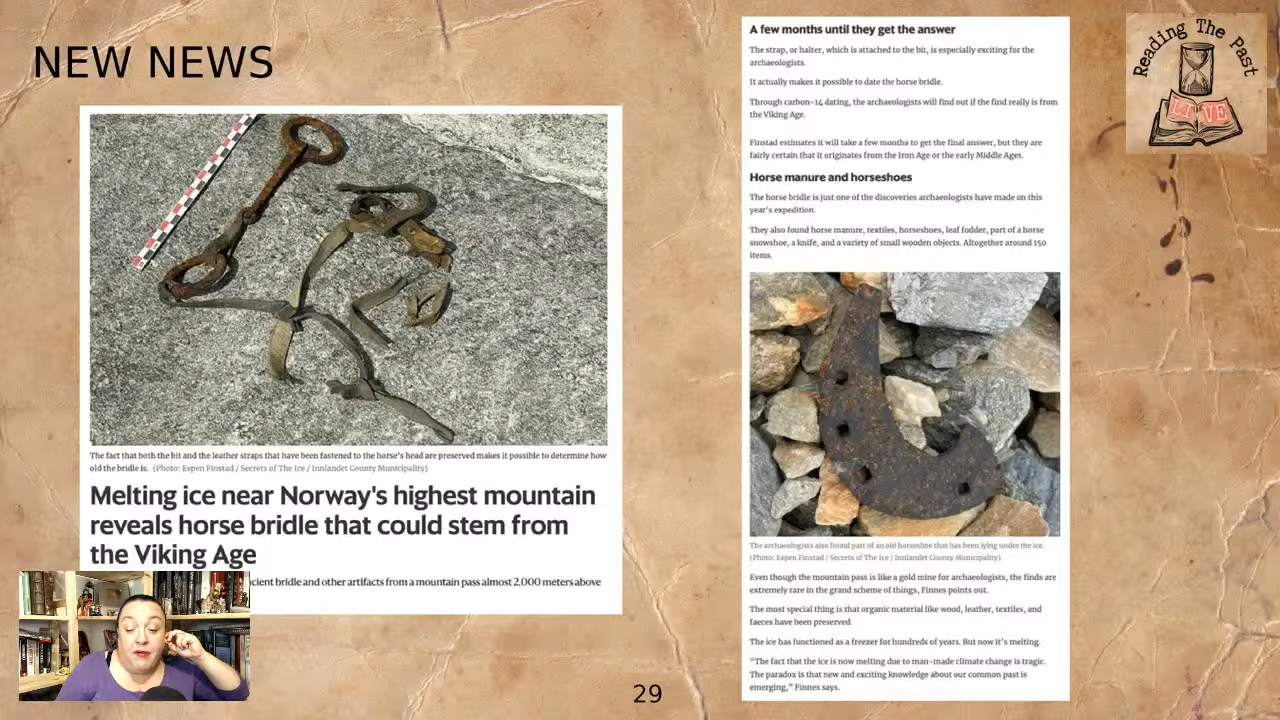 NEW NEWS
The fact that both the bit and the leather straps that have been fastened to the horse's head are preserved makes it possible to determine how
old the bridle is. (Photo: Espen Finstad / Secrets of The Ice / Innlandet County Municipality)
Melting ice near Norway's highest mountain
reveals horse bridle that could stem from
the Viking Age
bridle and other artifacts from a mountain pass almost 2,000 meters above
A few months until they get the answer
The strap, or halter, which is attached to the bit, is especially exciting for the
archaeologists.
It actually makes it possible to date the horse bridle.
Through carbon-14 dating, the archaeologists will find out if the find really is from
the Viking Age.
Finstad estimates it will take a few months to get the final answer, but they are
fairly certain that it originates from the Iron Age or the early Middle Ages.
Horse manure and horseshoes
The horse bridle is just one of the discoveries archaeologists have made on this
year's expedition.
They also found horse manure, textiles, horseshoes, leaf fodder, part of a horse
snowshoe, a knife, and a variety of small wooden objects. Altogether around 150
items.
The archaeologists also found part of an old horseshoe that has been lying under the ice.
(Photo: Espen Finstad / Secrets of The Ice / Innlandet County Municipality)
Even though the mountain pass is like a gold mine for archaeologists, the finds are
extremely rare in the grand scheme of things, Finnes points out.
The most special thing is that organic material like wood, leather, textiles, and
faeces have been preserved.
The ice has functioned as a freezer for hundreds of years. But now it's melting.
"The fact that the ice is now melting due to man-made climate change is tragic.
The paradox is that new and exciting knowledge about our common past is
emerging," Finnes says.
Reading The Past
LIVE
29